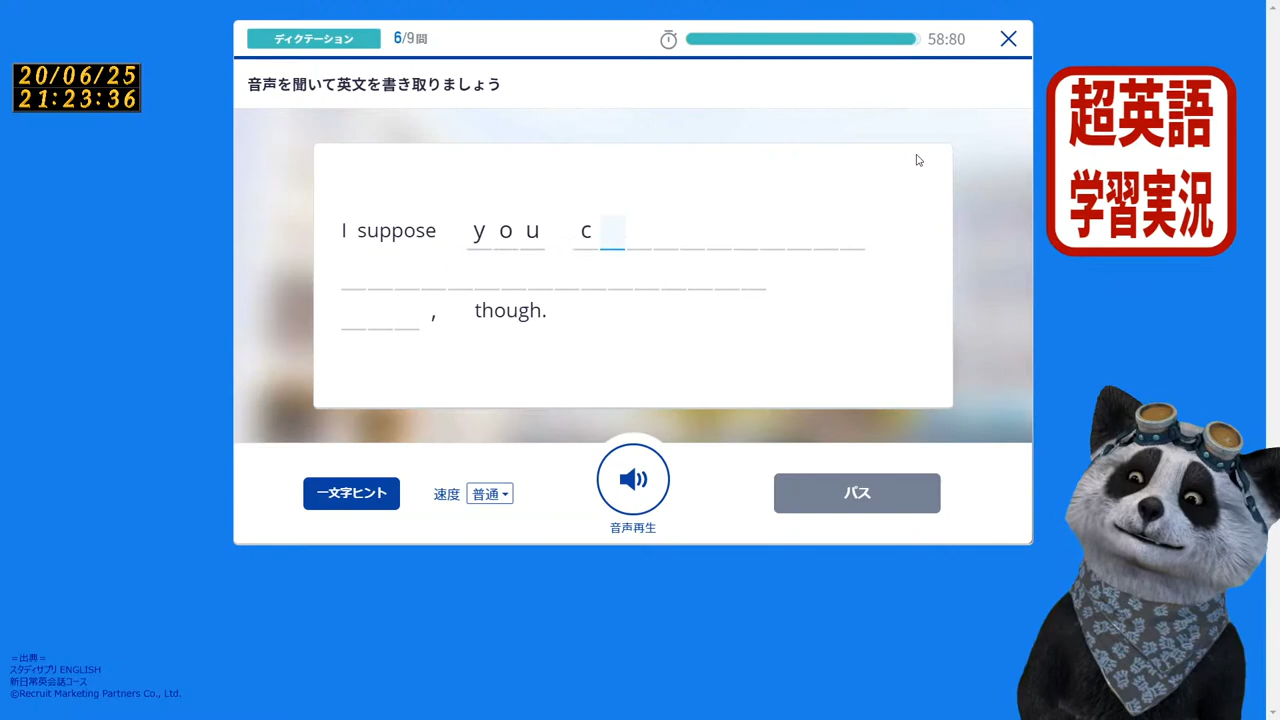 ディクテーション 6/9問 58:80
20/06/25
21:23:36
音声を聞いて英文を書き取りましょう
超英語
学習実況
I suppose you c
, though.
一文字ヒント 速度 普通 パス
音声再生
=出典=
スタディサプリ ENGLISH
新日常英会話コース
©Recruit Marketing Partners Co., Ltd.